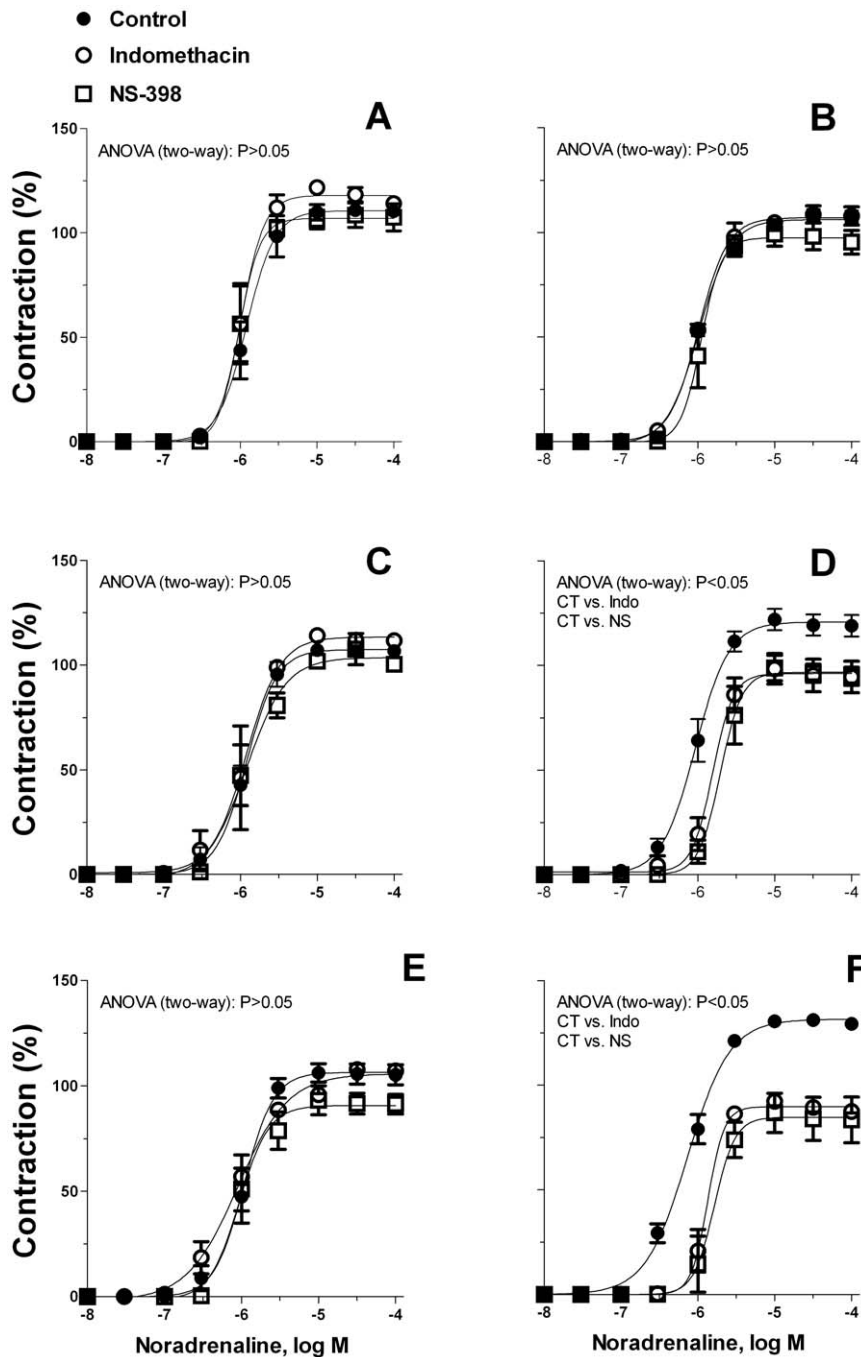 Control
Indomethacin
NS-398
A
ANOVA (two-way): P>0.05
Contraction (%)
150
100
50
0
-8 -7 -6 -5 -4
B
ANOVA (two-way): P>0.05
-8 -7 -6 -5 -4
C
ANOVA (two-way): P>0.05
Contraction (%)
150
100
50
0
-8 -7 -6 -5 -4
D
ANOVA (two-way): P<0.05
CT vs. Indo
CT vs. NS
-8 -7 -6 -5 -4
E
ANOVA (two-way): P>0.05
Contraction (%)
150
100
50
0
-8 -7 -6 -5 -4
Noradrenaline, log M
F
ANOVA (two-way): P<0.05
CT vs. Indo
CT vs. NS
-8 -7 -6 -5 -4
Noradrenaline, log M